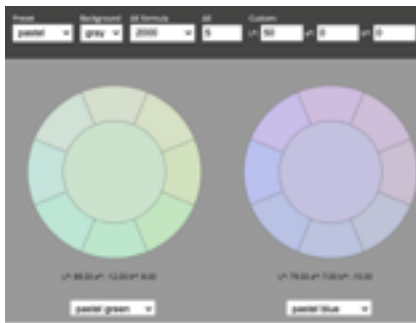 Preset Background ΔE formula ΔE Custom
pastel gray 2000 5 L*: 50 a*: 0 b*: 0
pastel green pastel blue